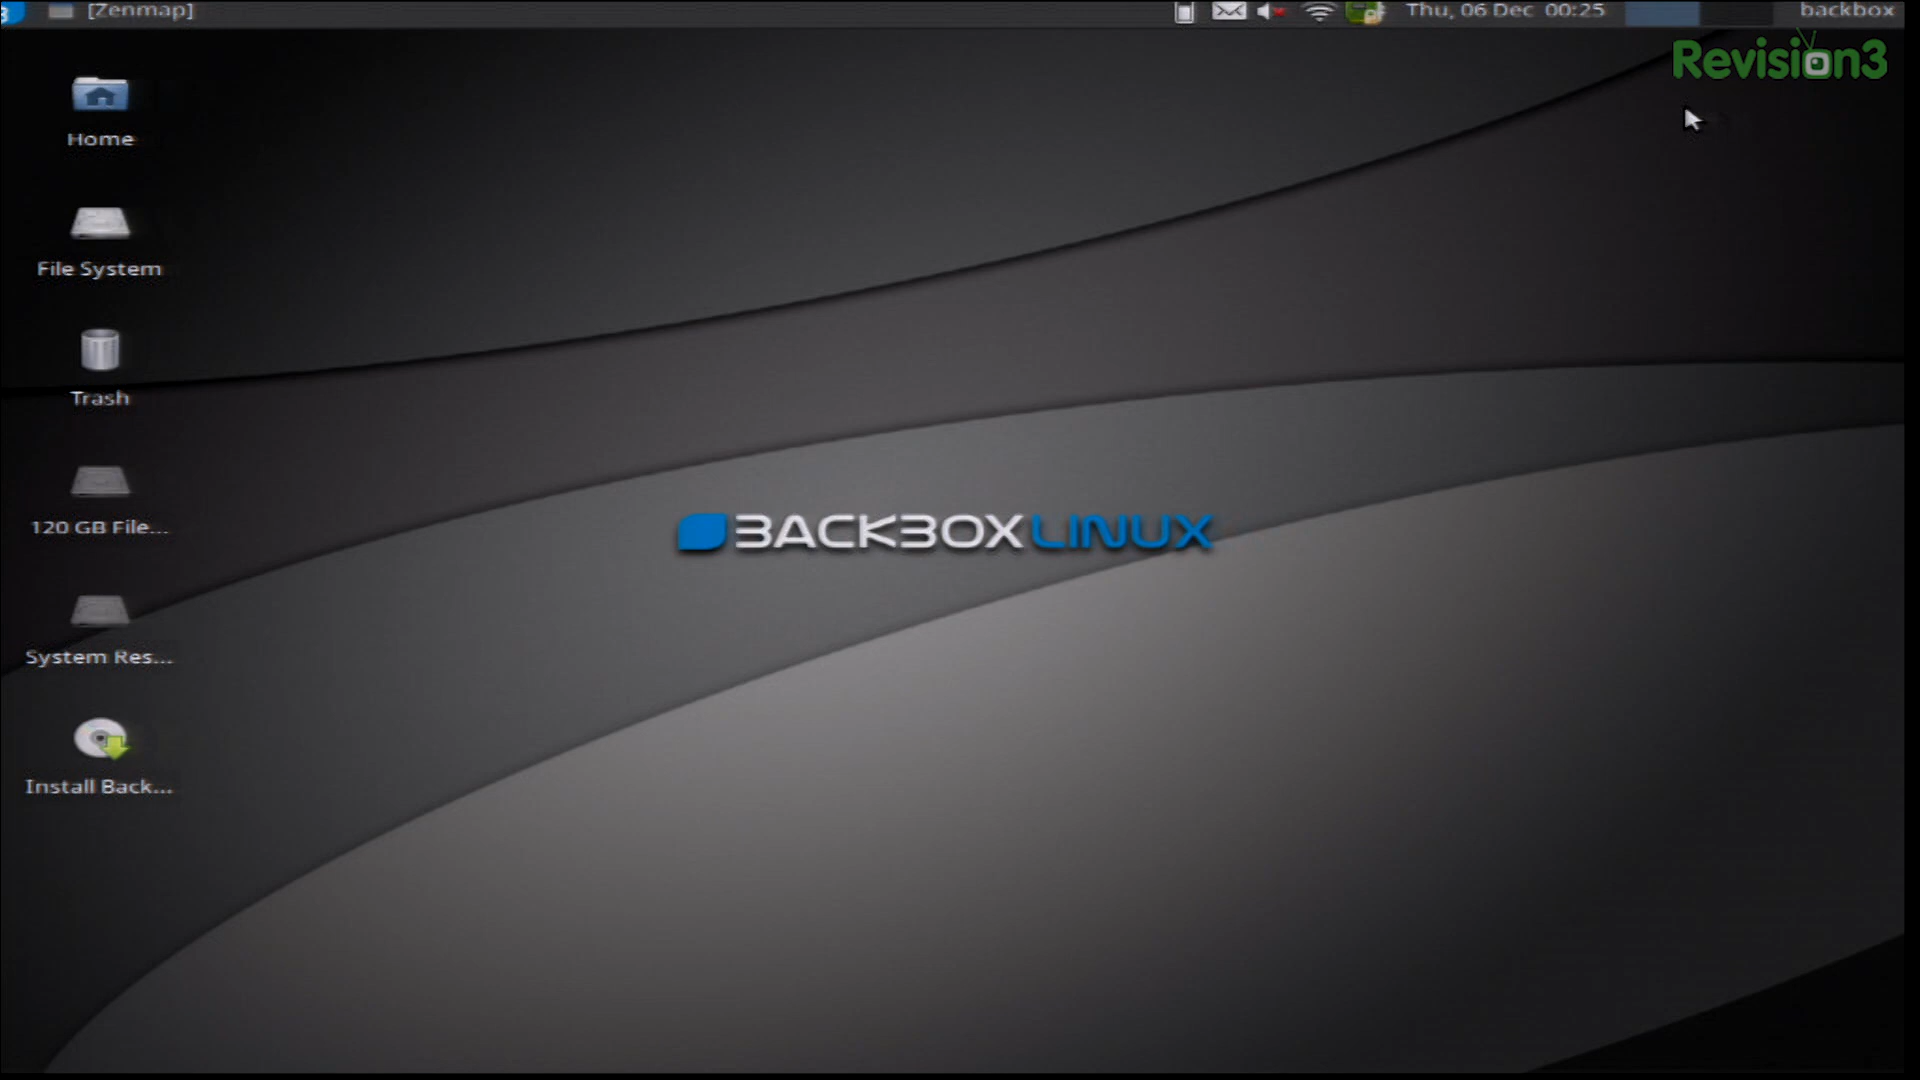 [Zenmap]
Thu, 06 Dec 00:25
backbox
Revision3
Home
File System
Trash
120 GB File...
System Res...
Install Back...
BACKBOX LINUX